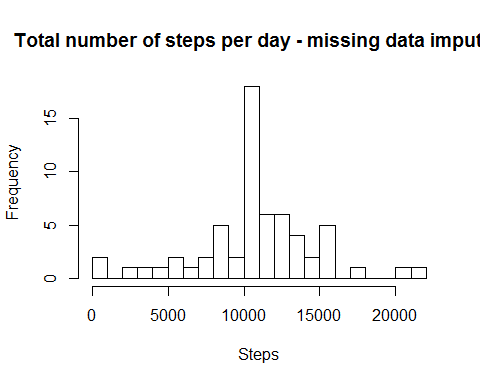 Total number of steps per day - missing data imput
Frequency
15
10
5
0
0 5000 10000 15000 20000
Steps